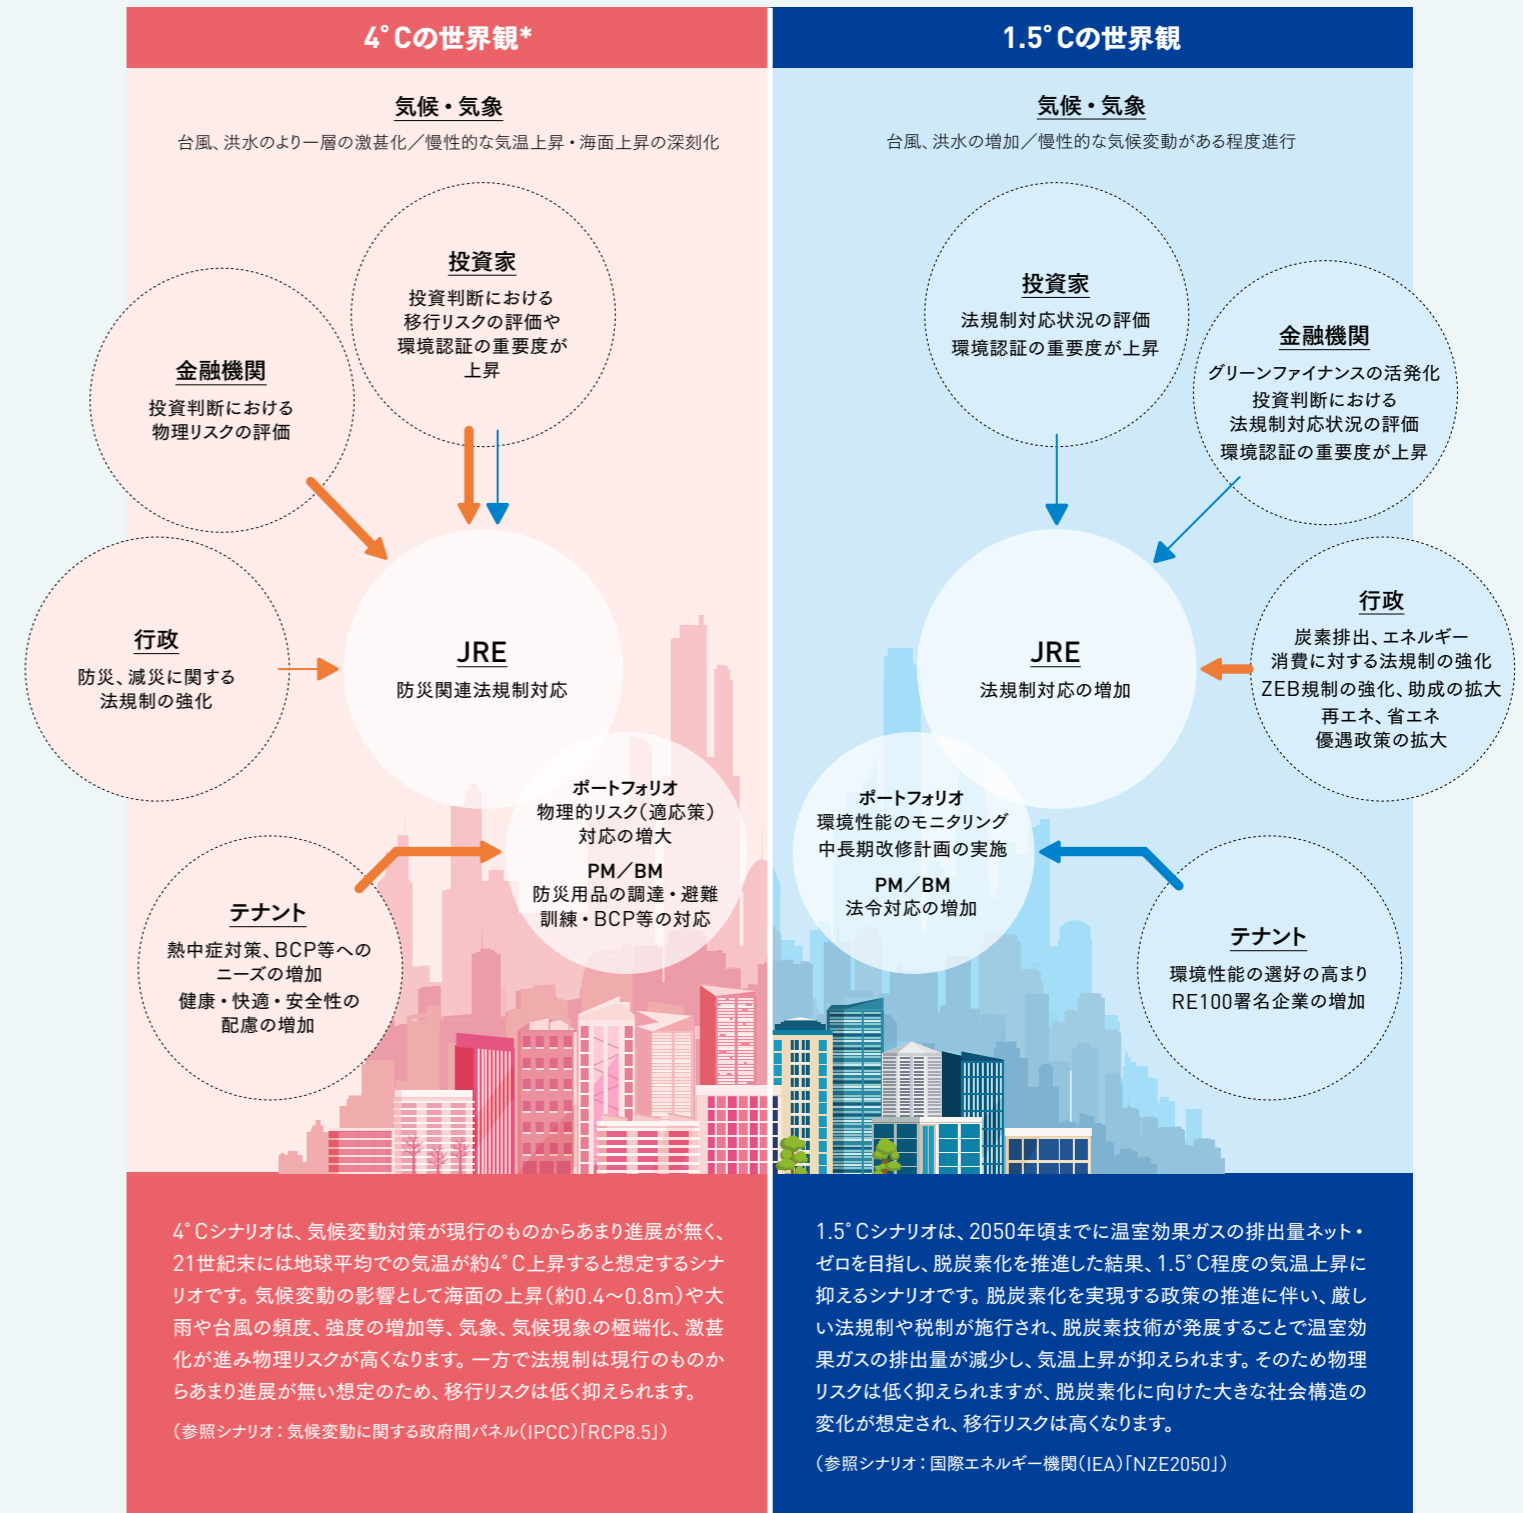 4°Cの世界観*
気候・気象
台風、洪水のより一層の激甚化／慢性的な気温上昇・海面上昇の深刻化
投資家
投資判断における
移行リスクの評価や
環境認証の重要度が
上昇
金融機関
投資判断における
物理リスクの評価
行政
防災、減災に関する
法規制の強化
JRE
防災関連法規制対応
ポートフォリオ
物理的リスク（適応策）
対応の増大
PM／BM
防災用品の調達・避難
訓練・BCP等の対応
テナント
熱中症対策、BCP等への
ニーズの増加
健康・快適・安全性の
配慮の増加
4°Cシナリオは、気候変動対策が現行のものからあまり進展が無く、
21世紀末には地球平均での気温が約4°C上昇すると想定するシナ
リオです。気候変動の影響として海面の上昇（約0.4〜0.8m）や大
雨や台風の頻度、強度の増加等、気象、気候現象の極端化、激甚
化が進み物理リスクが高くなります。一方で法規制は現行のものか
らあまり進展が無い想定のため、移行リスクは低く抑えられます。
（参照シナリオ：気候変動に関する政府間パネル（IPCC）「RCP8.5」）
1.5°Cの世界観
気候・気象
台風、洪水の増加／慢性的な気候変動がある程度進行
投資家
法規制対応状況の評価
環境認証の重要度が上昇
金融機関
グリーンファイナンスの活発化
投資判断における
法規制対応状況の評価
環境認証の重要度が上昇
行政
炭素排出、エネルギー
消費に対する法規制の強化
ZEB規制の強化、助成の拡大
再エネ、省エネ
優遇政策の拡大
JRE
法規制対応の増加
ポートフォリオ
環境性能のモニタリング
中長期改修計画の実施
PM／BM
法令対応の増加
テナント
環境性能の選好の高まり
RE100署名企業の増加
1.5°Cシナリオは、2050年頃までに温室効果ガスの排出量ネット・
ゼロを目指し、脱炭素化を推進した結果、1.5°C程度の気温上昇に
抑えるシナリオです。脱炭素化を実現する政策の推進に伴い、厳し
い法規制や税制が施行され、脱炭素技術が発展することで温室効
果ガスの排出量が減少し、気温上昇が抑えられます。そのため物理
リスクは低く抑えられますが、脱炭素化に向けた大きな社会構造の
変化が想定され、移行リスクは高くなります。
（参照シナリオ：国際エネルギー機関（IEA）「NZE2050」）